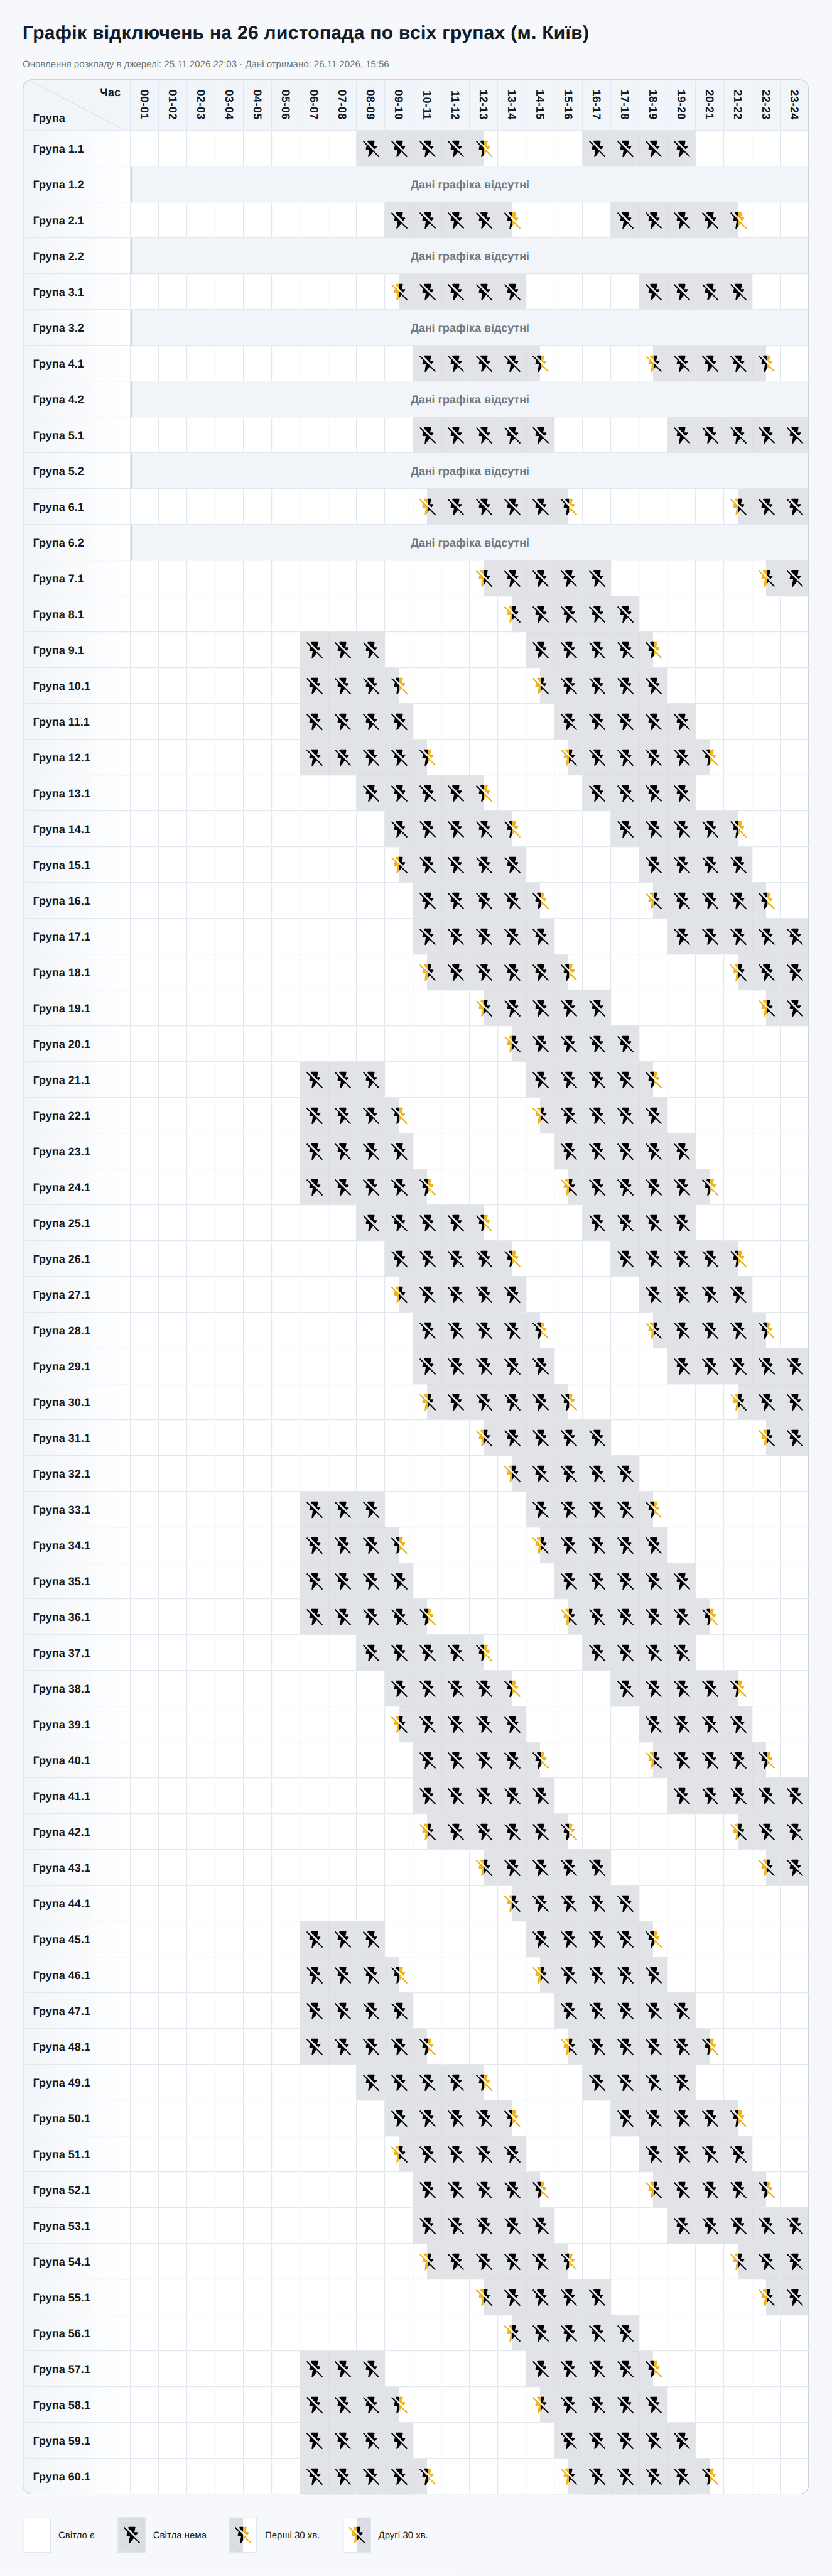 Графік відключень на 26 листопада по всіх групах (м. Київ)
Оновлення розкладу в джерелі: 25.11.2026 22:03 · Дані отримано: 26.11.2026, 15:56
Час
Група
00-01 01-02 02-03 03-04 04-05 05-06 06-07 07-08 08-09 09-10 10-11 11-12 12-13 13-14 14-15 15-16 16-17 17-18 18-19 19-20 20-21 21-22 22-23 23-24
Група 1.1
Група 1.2 Дані графіка відсутні
Група 2.1
Група 2.2 Дані графіка відсутні
Група 3.1
Група 3.2 Дані графіка відсутні
Група 4.1
Група 4.2 Дані графіка відсутні
Група 5.1
Група 5.2 Дані графіка відсутні
Група 6.1
Група 6.2 Дані графіка відсутні
Група 7.1
Група 8.1
Група 9.1
Група 10.1
Група 11.1
Група 12.1
Група 13.1
Група 14.1
Група 15.1
Група 16.1
Група 17.1
Група 18.1
Група 19.1
Група 20.1
Група 21.1
Група 22.1
Група 23.1
Група 24.1
Група 25.1
Група 26.1
Група 27.1
Група 28.1
Група 29.1
Група 30.1
Група 31.1
Група 32.1
Група 33.1
Група 34.1
Група 35.1
Група 36.1
Група 37.1
Група 38.1
Група 39.1
Група 40.1
Група 41.1
Група 42.1
Група 43.1
Група 44.1
Група 45.1
Група 46.1
Група 47.1
Група 48.1
Група 49.1
Група 50.1
Група 51.1
Група 52.1
Група 53.1
Група 54.1
Група 55.1
Група 56.1
Група 57.1
Група 58.1
Група 59.1
Група 60.1
Світло є Світла нема Перші 30 хв. Другі 30 хв.